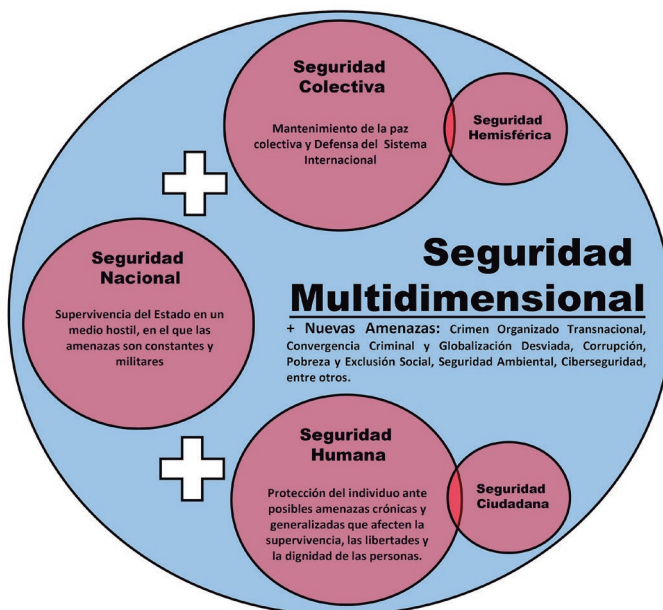 Seguridad
Colectiva
Mantenimiento de la paz
colectiva y Defensa del Sistema
Internacional
Seguridad
Hemisférica
Seguridad
Nacional
Supervivencia del Estado en un
medio hostil, en el que las
amenazas son constantes y
militares
Seguridad
Multidimensional
+ Nuevas Amenazas: Crimen Organizado Transnacional,
Convergencia Criminal y Globalización Desviada, Corrupción,
Pobreza y Exclusión Social, Seguridad Ambiental, Ciberseguridad,
entre otros.
Seguridad
Humana
Protección del individuo ante
posibles amenazas crónicas y
generalizadas que afecten la
supervivencia, las libertades y
la dignidad de las personas.
Seguridad
Ciudadana